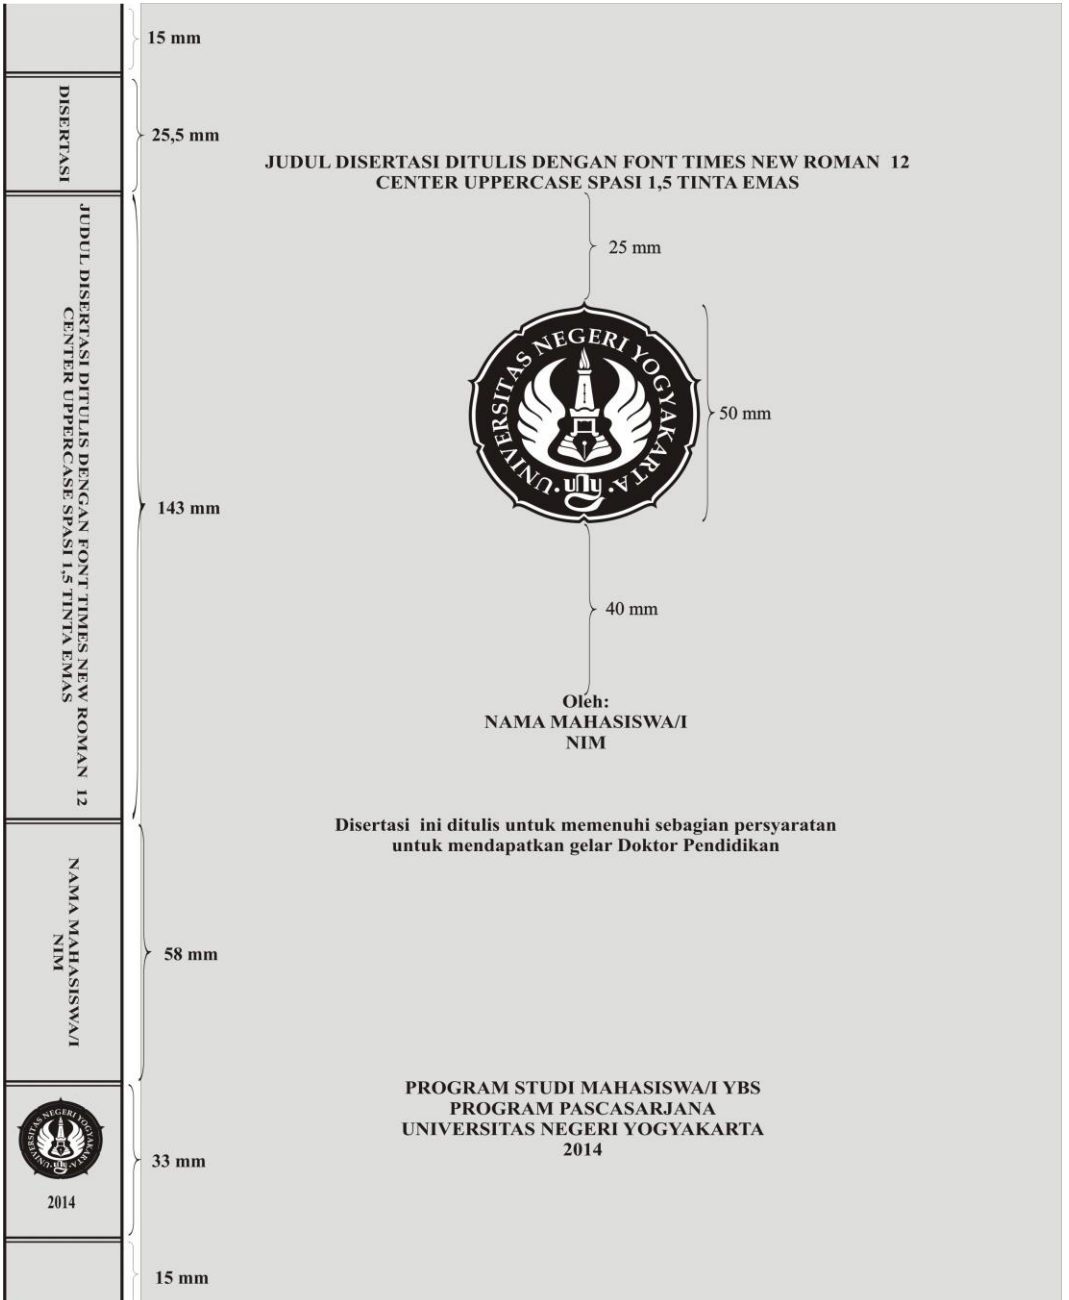 15 mm
DISERTASI
25,5 mm
JUDUL DISERTASI DITULIS DENGAN FONT TIMES NEW ROMAN 12
CENTER UPPERCASE SPASI 1,5 TINTA EMAS
143 mm
NAMA MAHASISWA/I
NIM
58 mm
UNIVERSITAS NEGERI YOGYAKARTA
uny
2014
33 mm
15 mm
JUDUL DISERTASI DITULIS DENGAN FONT TIMES NEW ROMAN 12
CENTER UPPERCASE SPASI 1,5 TINTA EMAS
25 mm
UNIVERSITAS NEGERI YOGYAKARTA
uny
50 mm
40 mm
Oleh:
NAMA MAHASISWA/I
NIM
Disertasi ini ditulis untuk memenuhi sebagian persyaratan
untuk mendapatkan gelar Doktor Pendidikan
PROGRAM STUDI MAHASISWA/I YBS
PROGRAM PASCASARJANA
UNIVERSITAS NEGERI YOGYAKARTA
2014